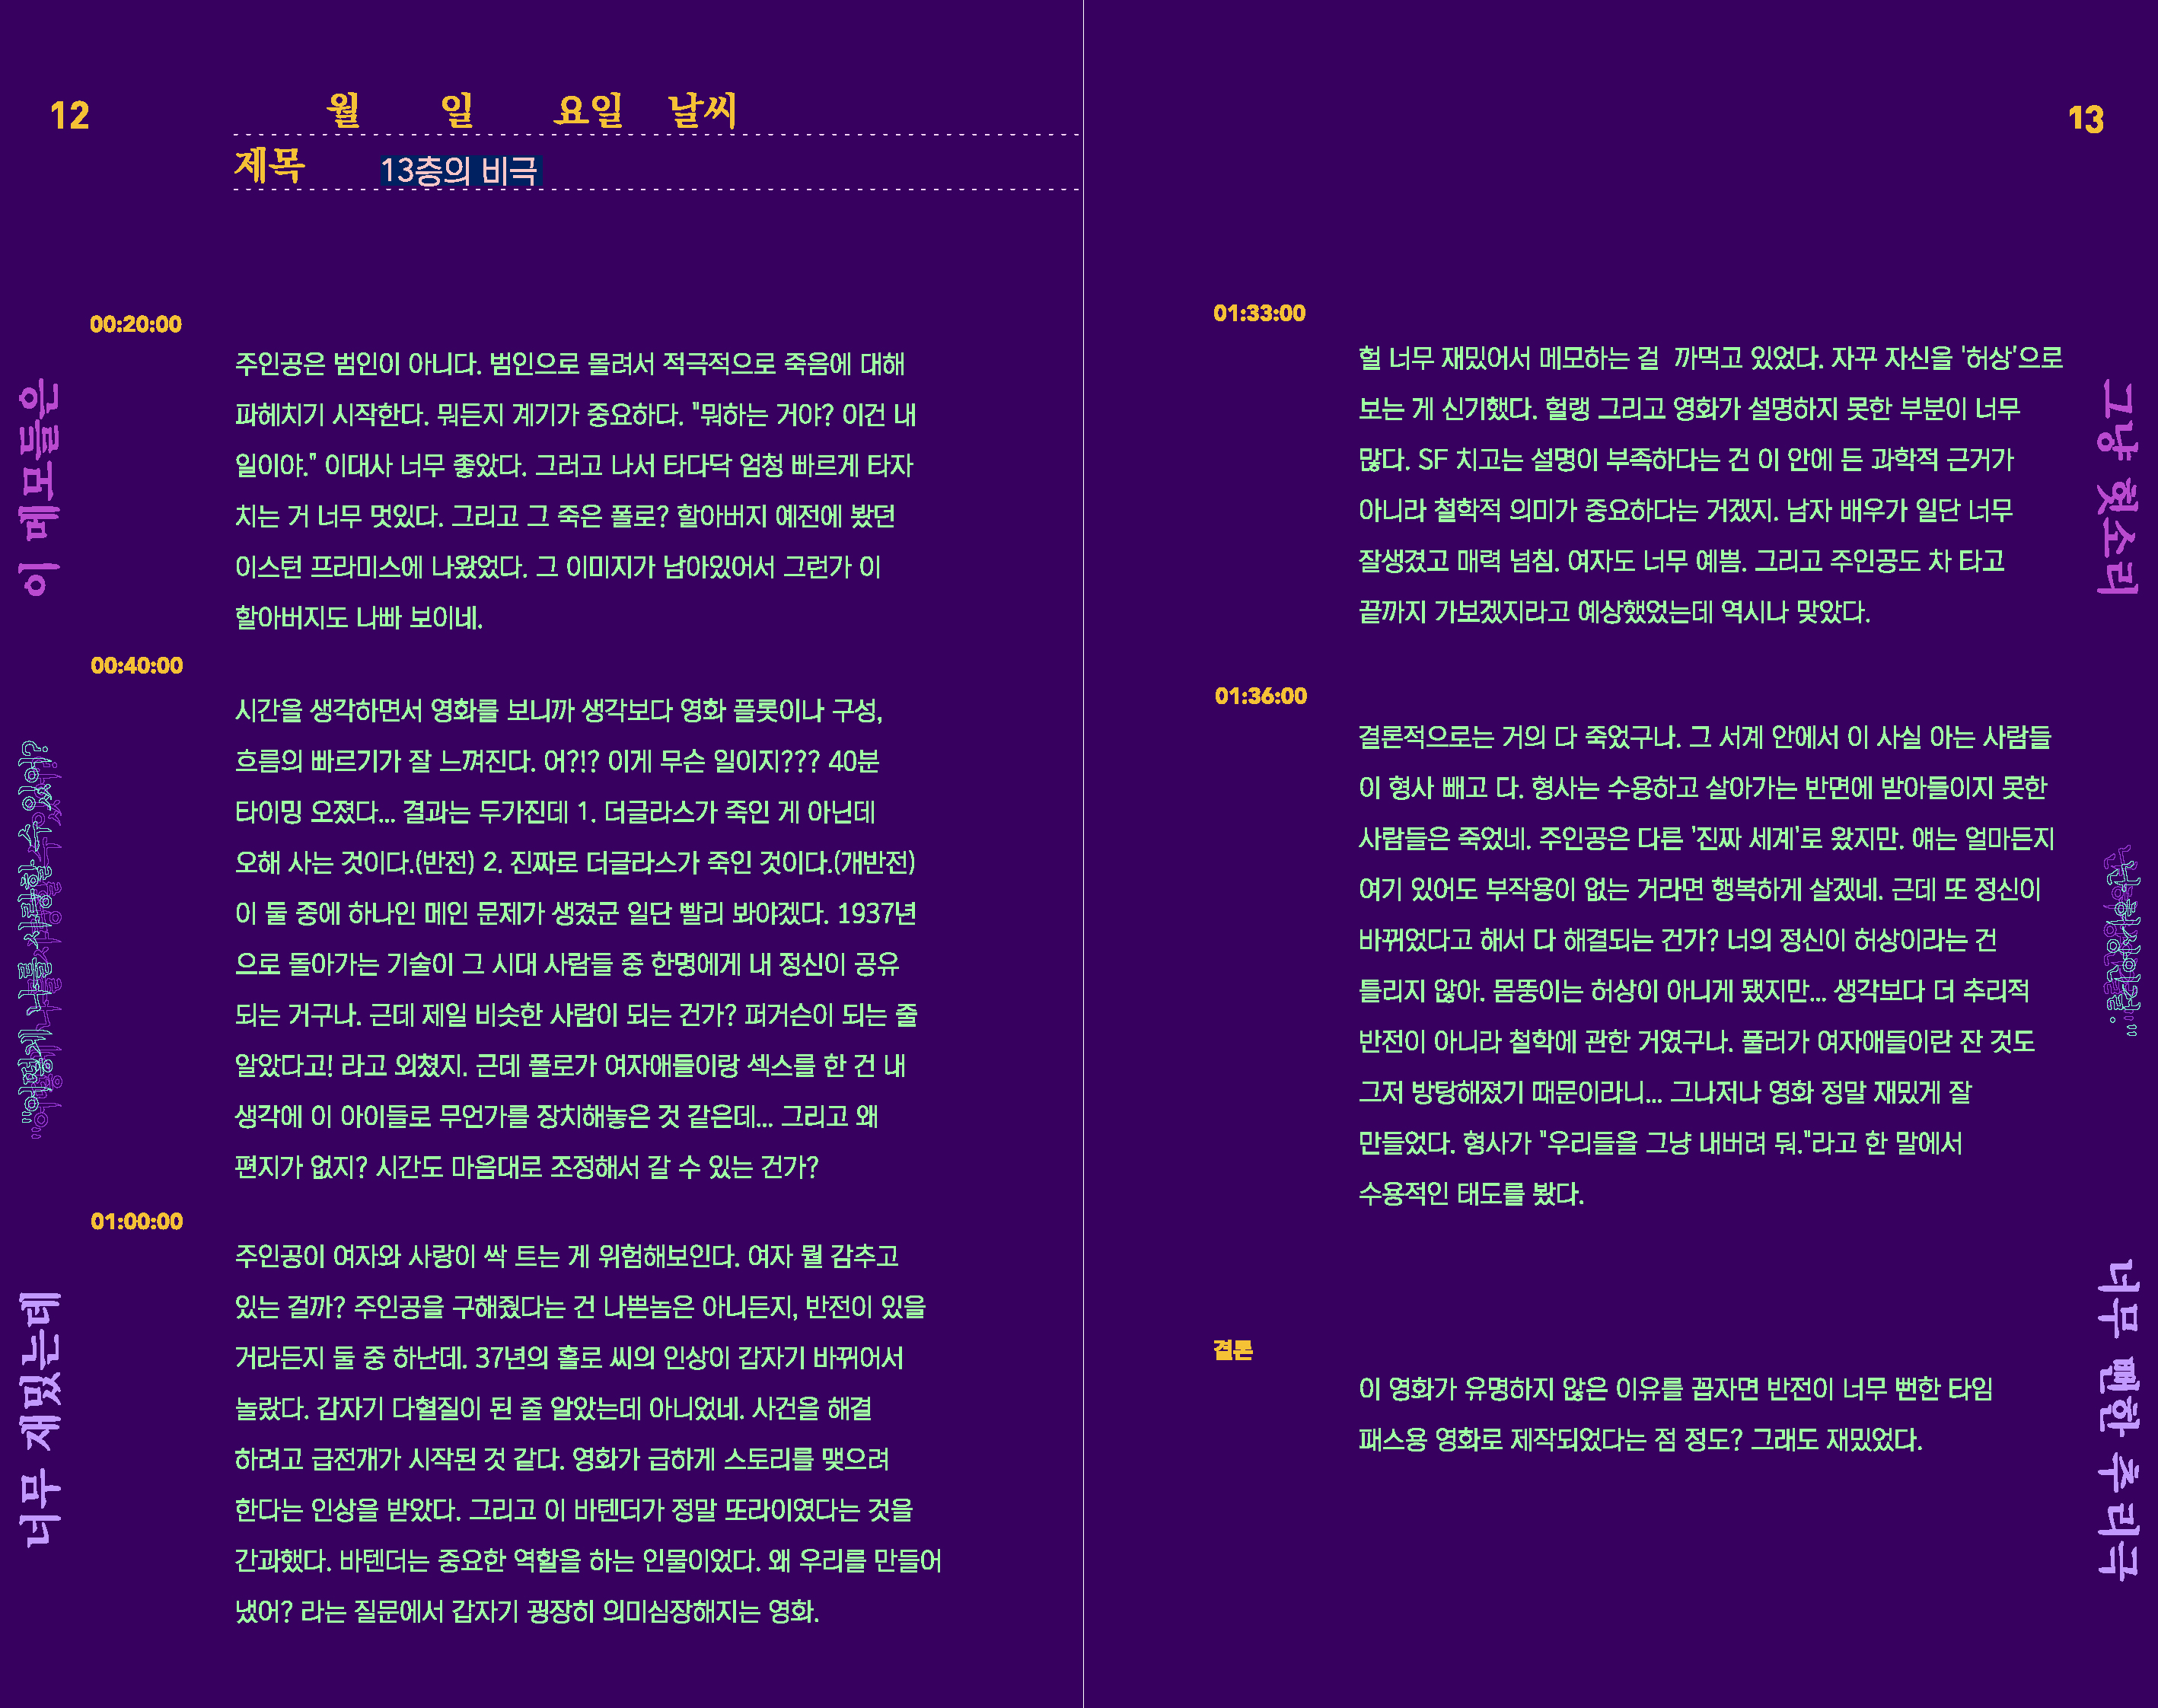 12
월 일 요일 날씨
제목 13층의 비극
00:20:00
주인공은 범인이 아니다. 범인으로 몰려서 적극적으로 죽음에 대해
파헤치기 시작한다. 뭐든지 계기가 중요하다. "뭐하는 거야? 이건 내
일이야." 이대사 너무 좋았다. 그러고 나서 타다닥 엄청 빠르게 타자
치는 거 너무 멋있다. 그리고 그 죽은 폴로? 할아버지 예전에 봤던
이스턴 프라미스에 나왔었다. 그 이미지가 남아있어서 그런가 이
할아버지도 나빠 보이네.
00:40:00
시간을 생각하면서 영화를 보니까 생각보다 영화 플롯이나 구성,
흐름의 빠르기가 잘 느껴진다. 어?!? 이게 무슨 일이지??? 40분
타이밍 오졌다... 결과는 두가진데 1. 더글라스가 죽인 게 아닌데
오해 사는 것이다.(반전) 2. 진짜로 더글라스가 죽인 것이다.(개반전)
이 둘 중에 하나인 메인 문제가 생겼군 일단 빨리 봐야겠다. 1937년
으로 돌아가는 기술이 그 시대 사람들 중 한명에게 내 정신이 공유
되는 거구나. 근데 제일 비슷한 사람이 되는 건가? 퍼거슨이 되는 줄
알았다고! 라고 외쳤지. 근데 폴로가 여자애들이랑 섹스를 한 건 내
생각에 이 아이들로 무언가를 장치해놓은 것 같은데... 그리고 왜
편지가 없지? 시간도 마음대로 조정해서 갈 수 있는 건가?
01:00:00
주인공이 여자와 사랑이 싹 트는 게 위험해보인다. 여자 뭘 감추고
있는 걸까? 주인공을 구해줬다는 건 나쁜놈은 아니든지, 반전이 있을
거라든지 둘 중 하난데. 37년의 홀로 씨의 인상이 갑자기 바뀌어서
놀랐다. 갑자기 다혈질이 된 줄 알았는데 아니었네. 사건을 해결
하려고 급전개가 시작된 것 같다. 영화가 급하게 스토리를 맺으려
한다는 인상을 받았다. 그리고 이 바텐더가 정말 또라이였다는 것을
간과했다. 바텐더는 중요한 역할을 하는 인물이었다. 왜 우리를 만들어
냈어? 라는 질문에서 갑자기 굉장히 의미심장해지는 영화.
이 메모들은
"어떻게 나를 사랑할 수 있어?
너무 재밌는데
13
01:33:00
헐 너무 재밌어서 메모하는 걸 까먹고 있었다. 자꾸 자신을 '허상'으로
보는 게 신기했다. 헐랭 그리고 영화가 설명하지 못한 부분이 너무
많다. SF 치고는 설명이 부족하다는 건 이 안에 든 과학적 근거가
아니라 철학적 의미가 중요하다는 거겠지. 남자 배우가 일단 너무
잘생겼고 매력 넘침. 여자도 너무 예쁨. 그리고 주인공도 차 타고
끝까지 가보겠지라고 예상했었는데 역시나 맞았다.
01:36:00
결론적으로는 거의 다 죽었구나. 그 서계 안에서 이 사실 아는 사람들
이 형사 빼고 다. 형사는 수용하고 살아가는 반면에 받아들이지 못한
사람들은 죽었네. 주인공은 다른 '진짜 세계'로 왔지만. 얘는 얼마든지
여기 있어도 부작용이 없는 거라면 행복하게 살겠네. 근데 또 정신이
바뀌었다고 해서 다 해결되는 건가? 너의 정신이 허상이라는 건
틀리지 않아. 몸뚱이는 허상이 아니게 됐지만... 생각보다 더 추리적
반전이 아니라 철학에 관한 거였구나. 풀러가 여자애들이란 잔 것도
그저 방탕해졌기 때문이라니... 그나저나 영화 정말 재밌게 잘
만들었다. 형사가 "우리들을 그냥 내버려 둬."라고 한 말에서
수용적인 태도를 봤다.
결론
이 영화가 유명하지 않은 이유를 꼽자면 반전이 너무 뻔한 타임
패스용 영화로 제작되었다는 점 정도? 그래도 재밌었다.
그냥 헛소리
난 허상인걸."
너무 뻔한 추리극